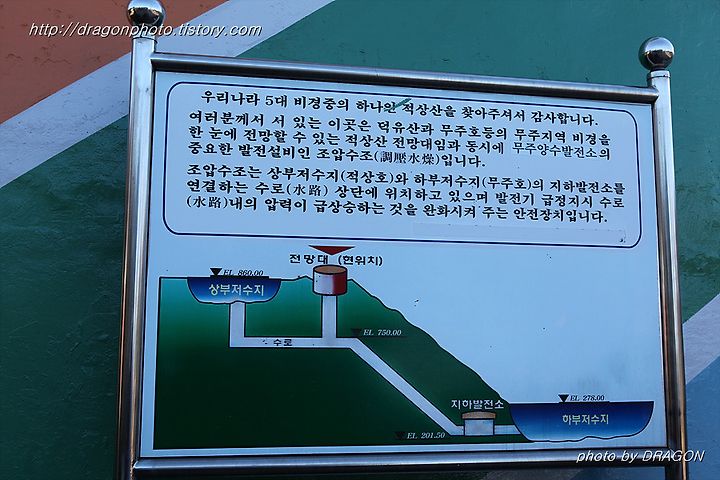 http://dragonphoto.tistory.com
우리나라 5대 비경중의 하나인 적상산을 찾아주셔서 감사합니다.
여러분께서 서 있는 이곳은 덕유산과 무주호등의 무주지역 비경을
한 눈에 전망할 수 있는 적상산 전망대임과 동시에 무주양수발전소의
중요한 발전설비인 조압수조(調壓水燥)입니다.
조압수조는 상부저수지(적상호)와 하부저수지(무주호)의 지하발전소를
연결하는 수로(水路) 상단에 위치하고 있으며 발전기 급정지시 수로
(水路)내의 압력이 급상승하는 것을 완화시켜 주는 안전장치입니다.
전망대 (현위치)
EL 860.00
상부저수지
EL 750.00
수로
EL 278.00
지하발전소
하부저수지
EL 201.50
photo by DRAGON